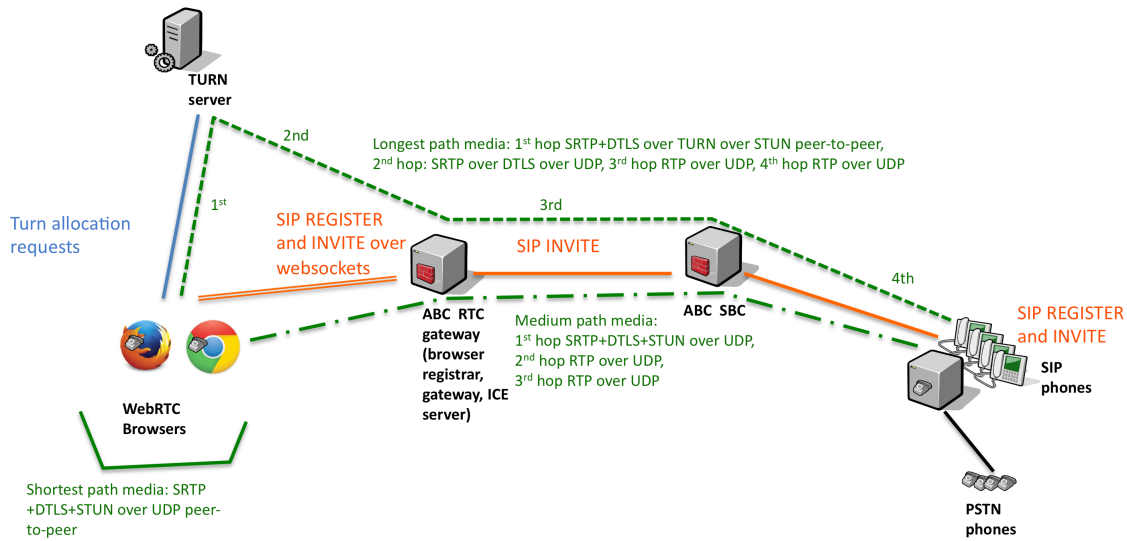 TURN
server
2nd
Longest path media: 1st hop SRTP+DTLS over TURN over STUN peer-to-peer,
2nd hop: SRTP over DTLS over UDP, 3rd hop RTP over UDP, 4th hop RTP over UDP
1st
3rd
Turn allocation
requests
SIP REGISTER
and INVITE over
websockets
SIP INVITE
4th
ABC RTC
gateway
(browser
registrar,
gateway, ICE
server)
ABC SBC
Medium path media:
1st hop SRTP+DTLS+STUN over UDP,
2nd hop RTP over UDP,
3rd hop RTP over UDP
SIP REGISTER
and INVITE
SIP
phones
WebRTC
Browsers
Shortest path media: SRTP
+DTLS+STUN over UDP peer-
to-peer
PSTN
phones